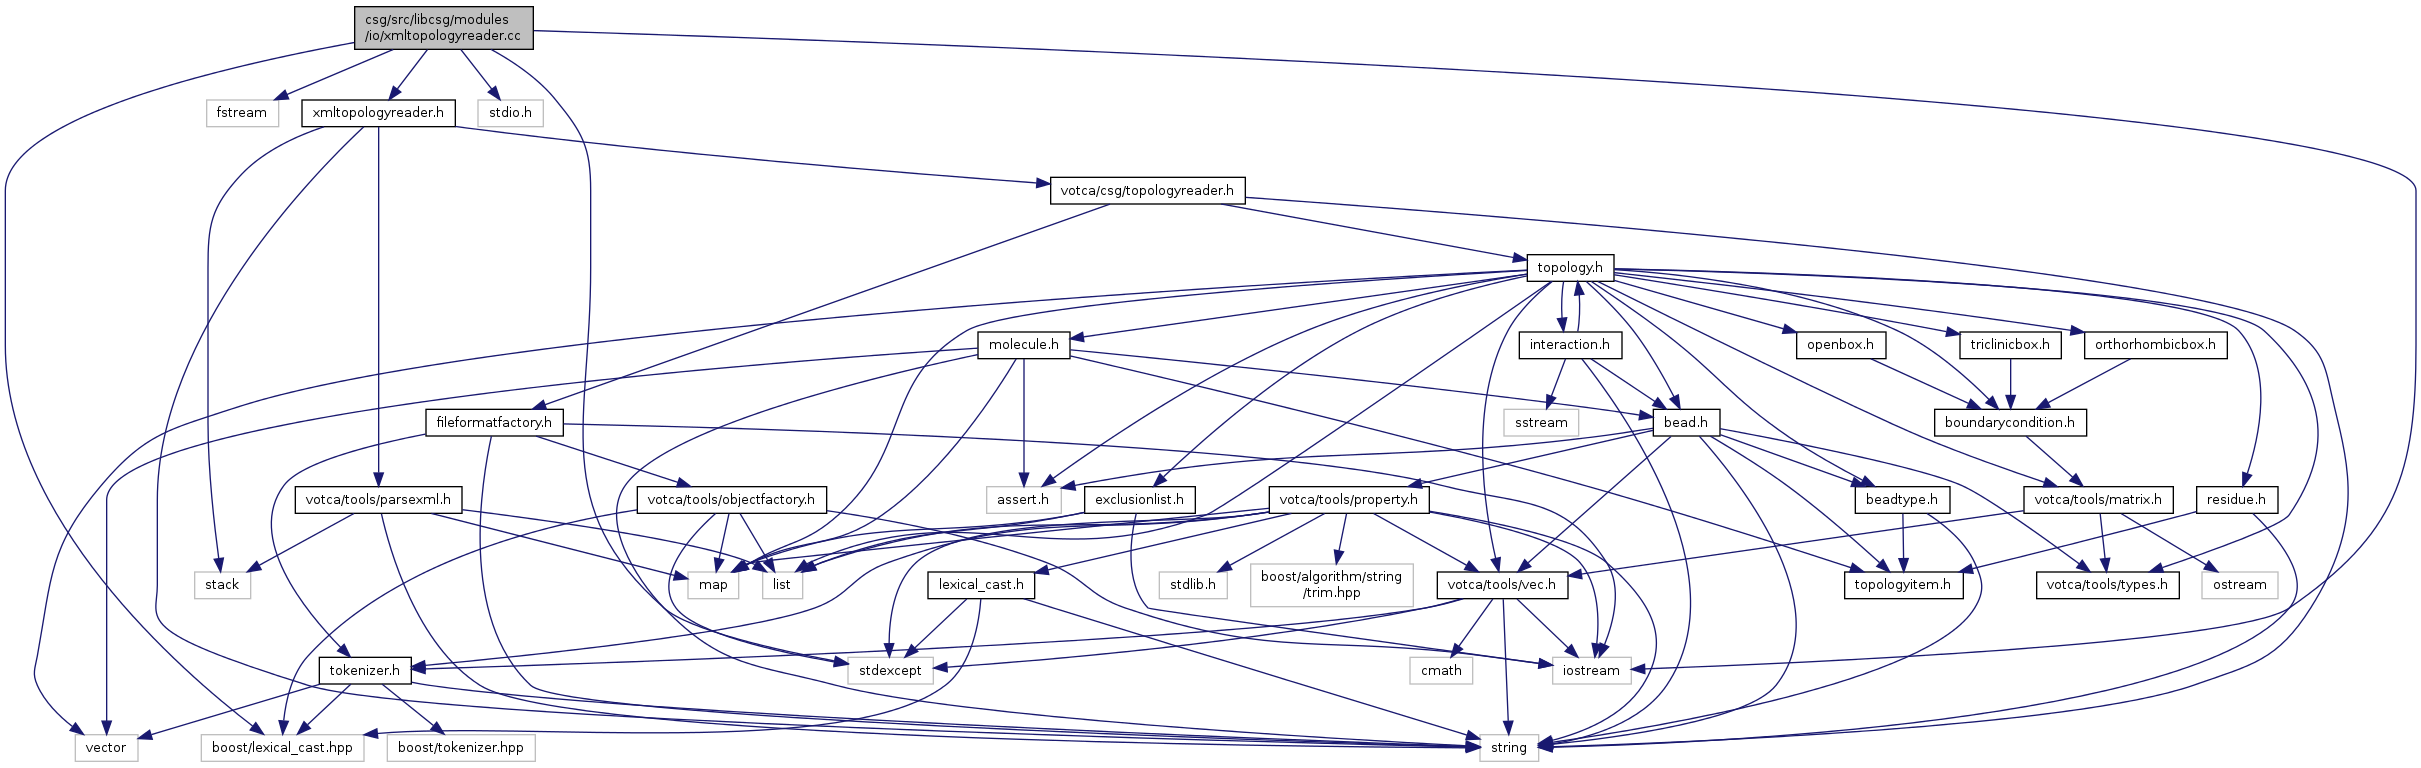 csg/src/libcsg/modules
/io/xmltopologyreader.cc
fstream
xmltopologyreader.h
stdio.h
votca/csg/topologyreader.h
topology.h
molecule.h
interaction.h
openbox.h
triclinicbox.h
orthorhombicbox.h
fileformatfactory.h
sstream
bead.h
boundarycondition.h
votca/tools/parsexml.h
votca/tools/objectfactory.h
assert.h
exclusionlist.h
votca/tools/property.h
beadtype.h
votca/tools/matrix.h
residue.h
stack
map
list
lexical_cast.h
stdlib.h
boost/algorithm/string
/trim.hpp
votca/tools/vec.h
topologyitem.h
votca/tools/types.h
ostream
tokenizer.h
stdexcept
cmath
iostream
vector
boost/lexical_cast.hpp
boost/tokenizer.hpp
string